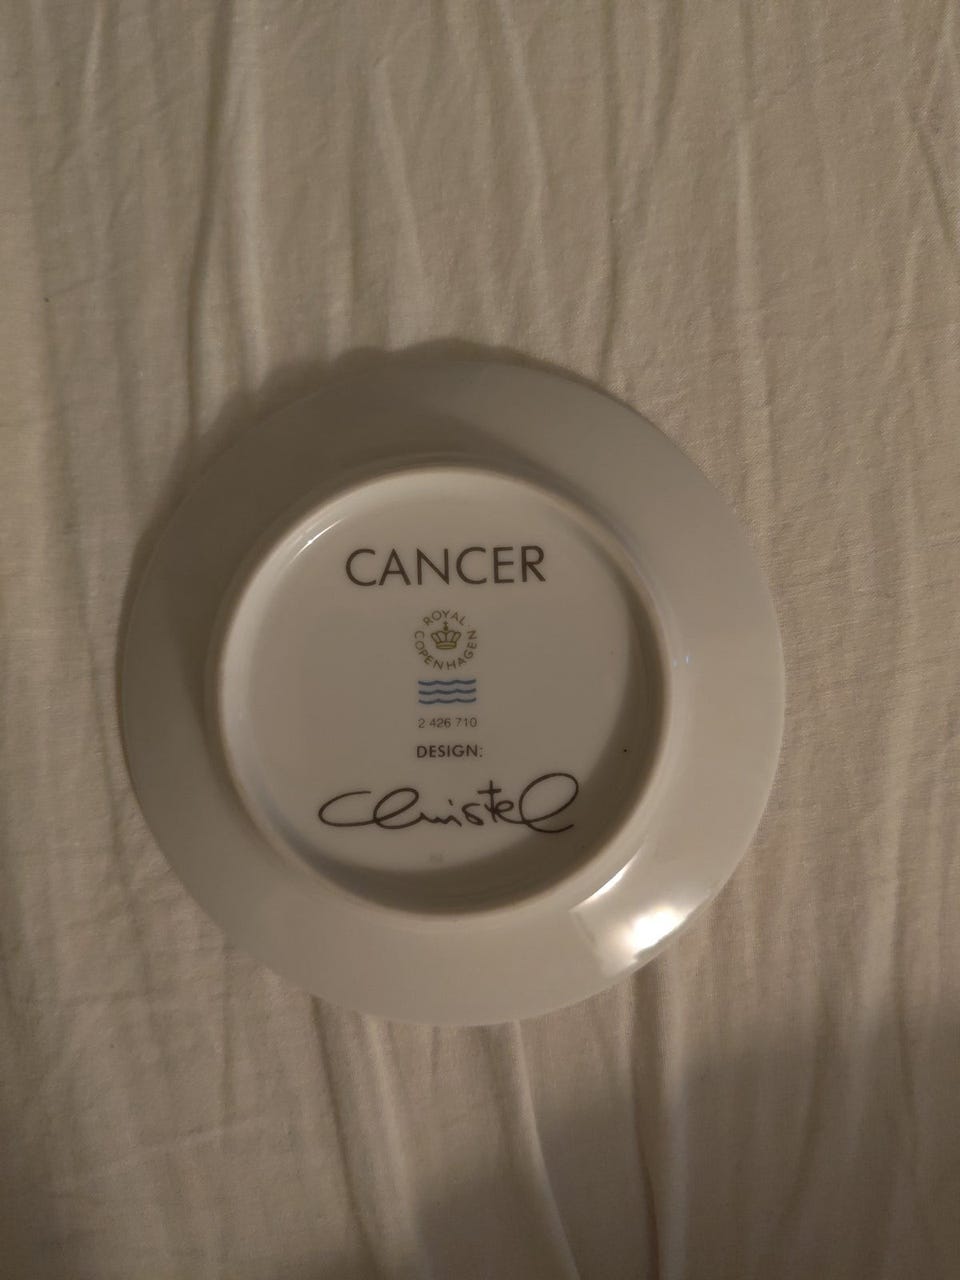 CANCER
ROYAL
COPENHAGEN
2 426 710
DESIGN:
Christel